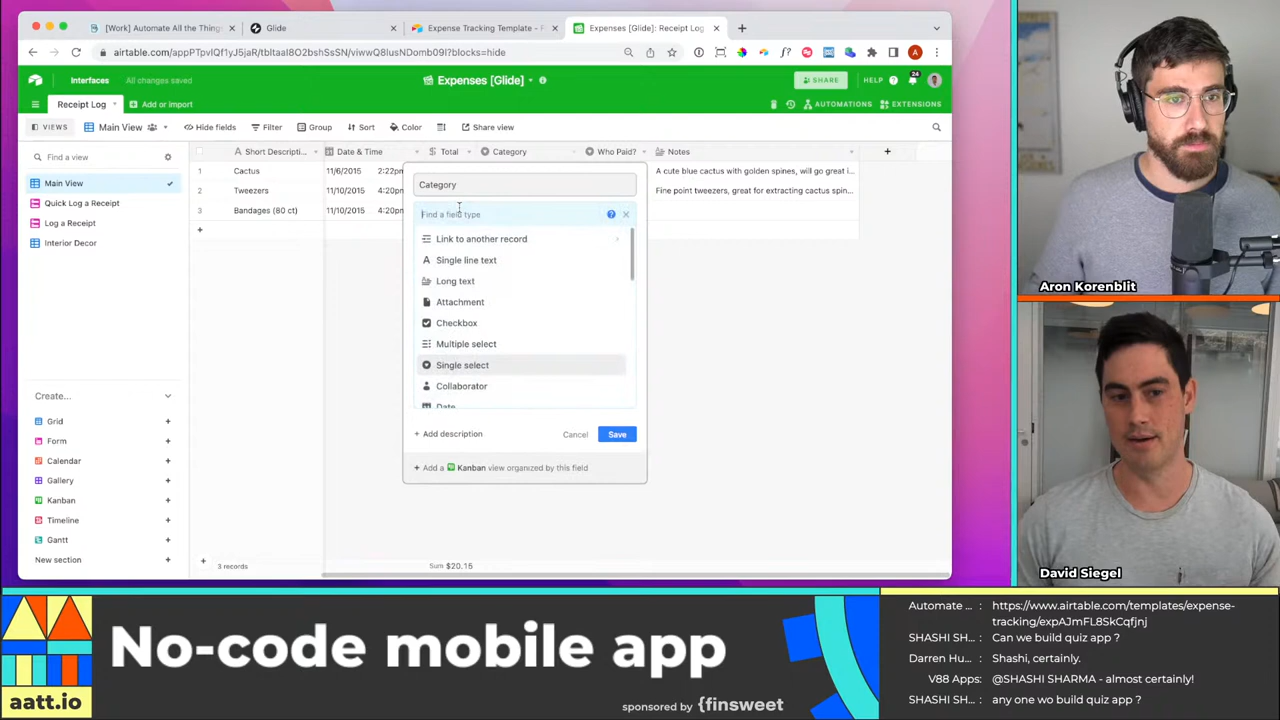 [Work] Automate All the Thing:
Glide
Expense Tracking Template - F
Expenses [Glide]: Receipt Log
airtable.com/appPTpvIQf1yJ5jaR/tbltaaI8O2bshSsSN/viwwQ8IusNDomb09I?blocks=hide
A
Interfaces
All changes saved
Expenses [Glide]
SHARE
HELP
24
Receipt Log
Add or import
AUTOMATIONS
EXTENSIONS
VIEWS
Main View
Hide fields
Filter
Group
Sort
Color
Share view
Find a view
Short Descripti...
Date & Time
Total
Category
Who Paid?
Notes
1 Cactus 11/6/2015 2:22pm A cute blue cactus with golden spines, will go great i...
2 Tweezers 11/10/2015 4:20pm Fine point tweezers, great for extracting cactus spin...
3 Bandages (80 ct) 11/10/2015 4:20pm
Main View
Quick Log a Receipt
Log a Receipt
Interior Decor
Category
Find a field type
Link to another record
Single line text
Long text
Attachment
Checkbox
Multiple select
Single select
Collaborator
Date
+ Add description
Cancel
Save
+ Add a Kanban view organized by this field
Create...
Grid
Form
Calendar
Gallery
Kanban
Timeline
Gantt
New section
3 records
Sum $20.15
Aron Korenblit
David Siegel
No-code mobile app
aatt.io
sponsored by {finsweet
Automate ... : https://www.airtable.com/templates/expense-
tracking/expAJmFL8SkCqfjnj
SHASHI SH... : Can we build quiz app ?
Darren Hu... : Shashi, certainly.
V88 Apps: @SHASHI SHARMA - almost certainly!
SHASHI SH... : any one wo build quiz app ?